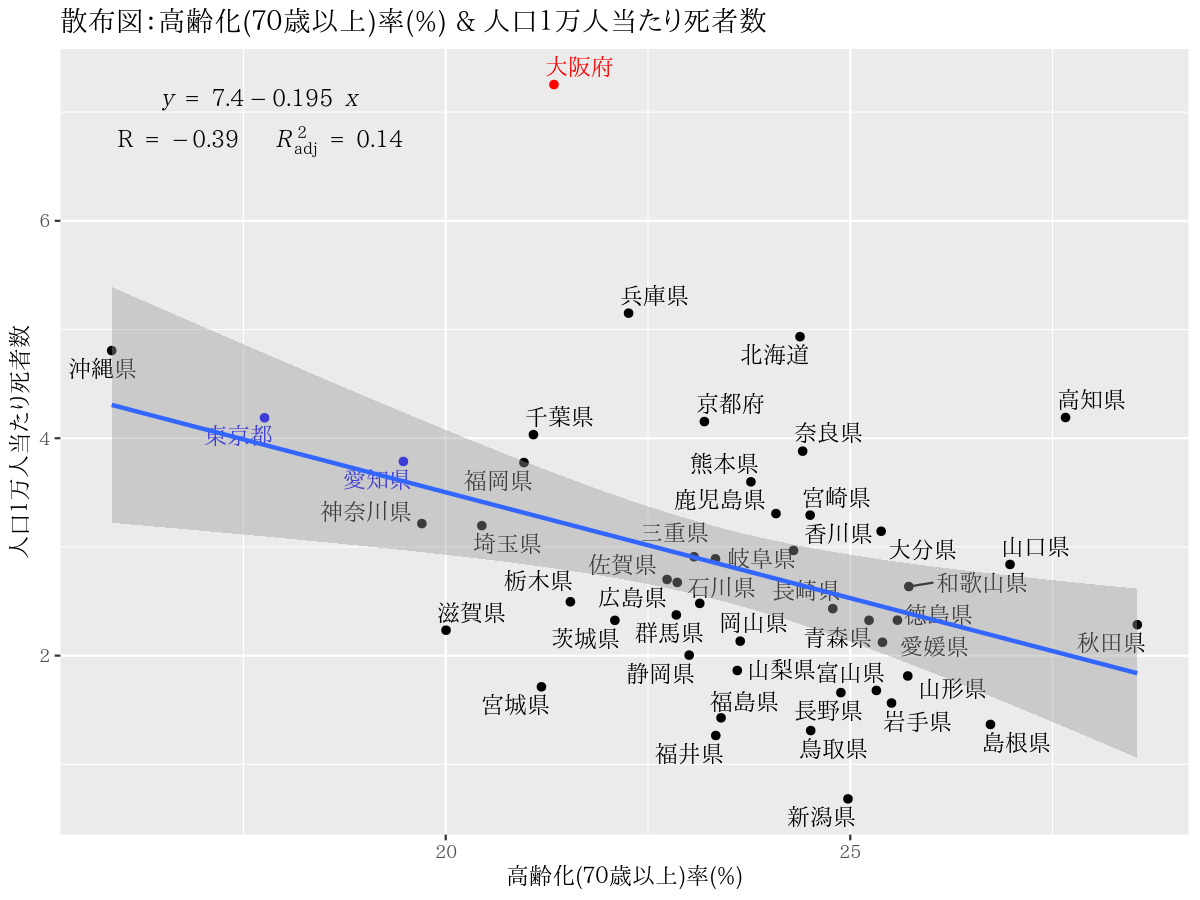 散布図：高齢化(70歳以上)率(%) & 人口1万人当たり死者数
大阪府
y = 7.4 − 0.195 x
R = −0.39 R²adj = 0.14
6
兵庫県
北海道
沖縄県
京都府
高知県
千葉県
東京都
4
奈良県
熊本県
愛知県
福岡県
鹿児島県
宮崎県
神奈川県
三重県
香川県
埼玉県
大分県
山口県
佐賀県
岐阜県
栃木県
石川県
長崎県
和歌山県
広島県
滋賀県
岡山県
徳島県
茨城県
群馬県
青森県
愛媛県
秋田県
2
静岡県
山梨県
富山県
山形県
宮城県
福島県
長野県
岩手県
福井県
鳥取県
島根県
新潟県
20
25
高齢化(70歳以上)率(%)
人口1万人当たり死者数